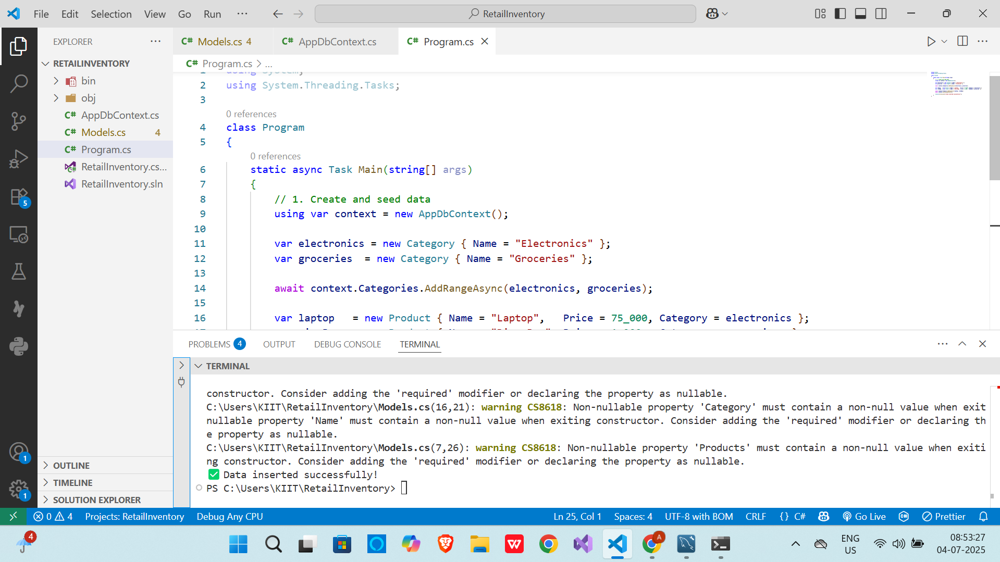 File Edit Selection View Go Run ...
RetailInventory
EXPLORER
RETAILINVENTORY
bin
obj
C# AppDbContext.cs
C# Models.cs 4
C# Program.cs
RetailInventory.cs...
RetailInventory.sln
OUTLINE
TIMELINE
SOLUTION EXPLORER
5
1
1
C# Models.cs 4
C# AppDbContext.cs
C# Program.cs
C# Program.cs > ...
1 using System;
2 using System.Threading.Tasks;
3
0 references
4 class Program
5 {
0 references
6 static async Task Main(string[] args)
7 {
8 // 1. Create and seed data
9 using var context = new AppDbContext();
10
11 var electronics = new Category { Name = "Electronics" };
12 var groceries  = new Category { Name = "Groceries" };
13
14 await context.Categories.AddRangeAsync(electronics, groceries);
15
16 var laptop   = new Product { Name = "Laptop",   Price = 75_000, Category = electronics };
PROBLEMS 4 OUTPUT DEBUG CONSOLE TERMINAL
TERMINAL
constructor. Consider adding the 'required' modifier or declaring the property as nullable.
C:\Users\KIIT\RetailInventory\Models.cs(16,21): warning CS8618: Non-nullable property 'Category' must contain a non-null value when exit
nullable property 'Name' must contain a non-null value when exiting constructor. Consider adding the 'required' modifier or declaring th
e property as nullable.
C:\Users\KIIT\RetailInventory\Models.cs(7,26): warning CS8618: Non-nullable property 'Products' must contain a non-null value when exiti
ng constructor. Consider adding the 'required' modifier or declaring the property as nullable.
✅ Data inserted successfully!
PS C:\Users\KIIT\RetailInventory>
0 4 Projects: RetailInventory Debug Any CPU
Ln 25, Col 1 Spaces: 4 UTF-8 with BOM CRLF {} C# Go Live Prettier
4
A
ENG
US
08:53:27
04-07-2025